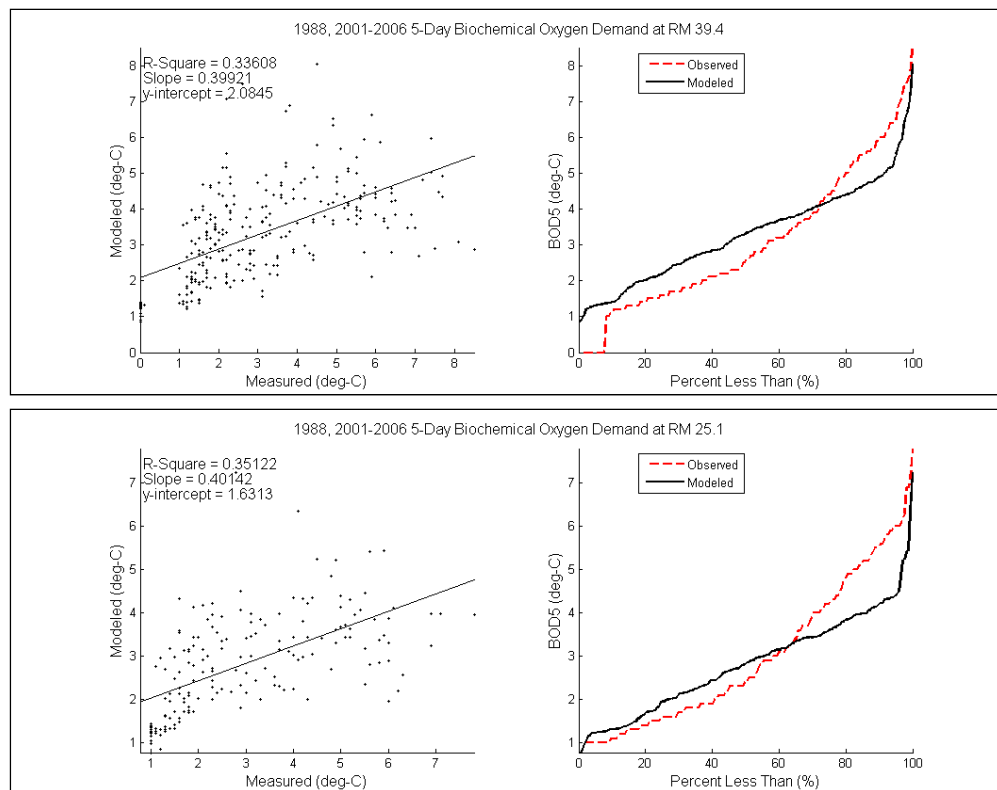 1988, 2001-2006 5-Day Biochemical Oxygen Demand at RM 39.4
R-Square = 0.33608
Slope = 0.39921
y-intercept = 2.0845
8
7
6
5
4
3
2
1
0
Modeled (deg-C)
0 1 2 3 4 5 6 7 8
Measured (deg-C)
Observed
Modeled
8
7
6
5
4
3
2
1
0
BOD5 (deg-C)
0 20 40 60 80 100
Percent Less Than (%)
1988, 2001-2006 5-Day Biochemical Oxygen Demand at RM 25.1
R-Square = 0.35122
Slope = 0.40142
y-intercept = 1.6313
7
6
5
4
3
2
1
Modeled (deg-C)
1 2 3 4 5 6 7
Measured (deg-C)
Observed
Modeled
7
6
5
4
3
2
1
BOD5 (deg-C)
0 20 40 60 80 100
Percent Less Than (%)